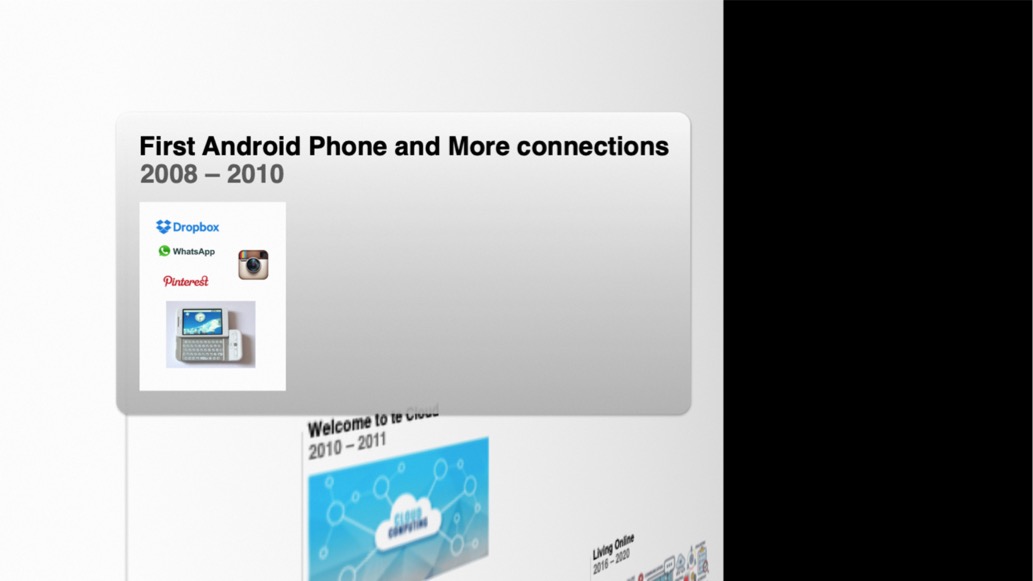 First Android Phone and More connections
2008 – 2010
Dropbox
WhatsApp
Pinterest
Welcome to te Cloud
2010 – 2011
CLOUD
COMPUTING
Living Online
2016 – 2020